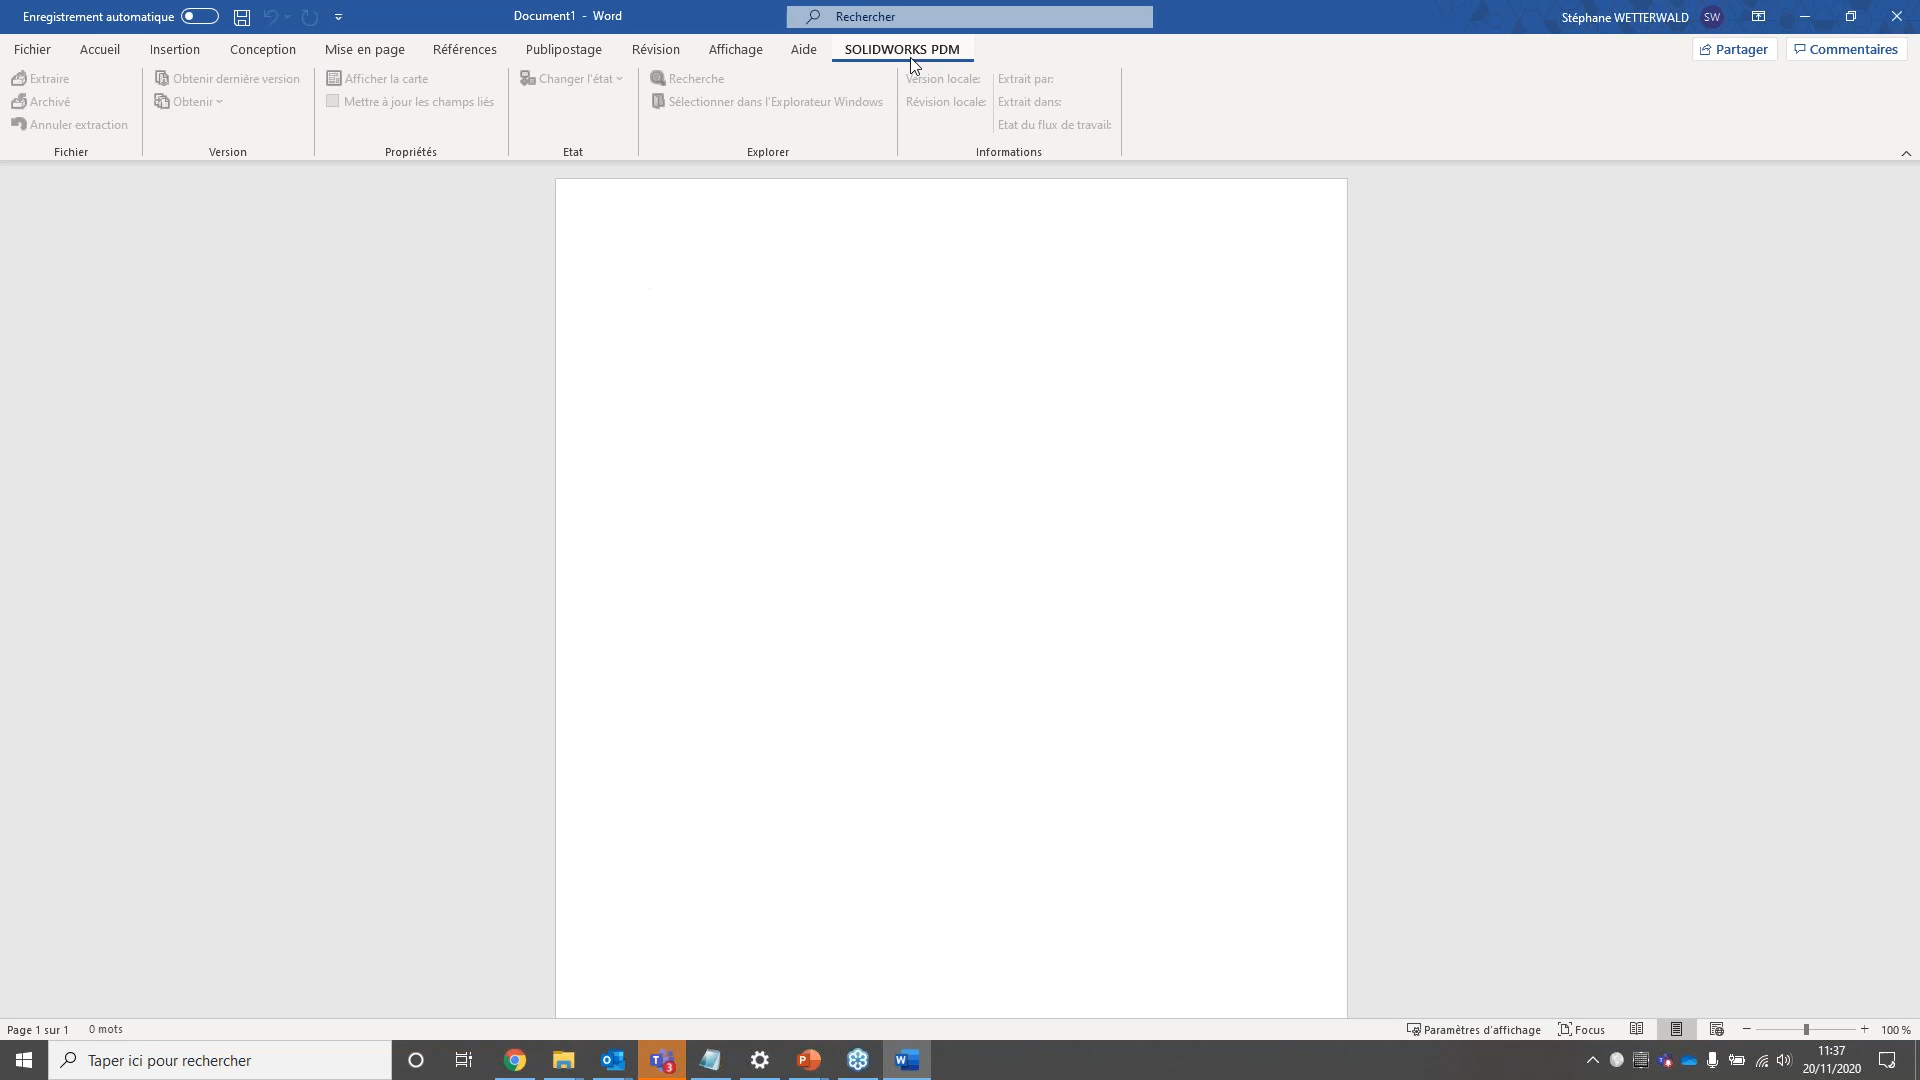 Enregistrement automatique
Document1 - Word
Rechercher
Stéphane WETTERWALD SW
Fichier Accueil Insertion Conception Mise en page Références Publipostage Révision Affichage Aide SOLIDWORKS PDM
Partager Commentaires
Extraire Obtenir dernière version Afficher la carte Changer l'état Recherche Version locale: Extrait par:
Archivé Obtenir Mettre à jour les champs liés Sélectionner dans l'Explorateur Windows Révision locale: Extrait dans:
Annuler extraction Etat du flux de travail:
Fichier Version Propriétés Etat Explorer Informations
Page 1 sur 1 0 mots Paramètres d'affichage Focus 100 %
Taper ici pour rechercher
3
11:37
20/11/2020